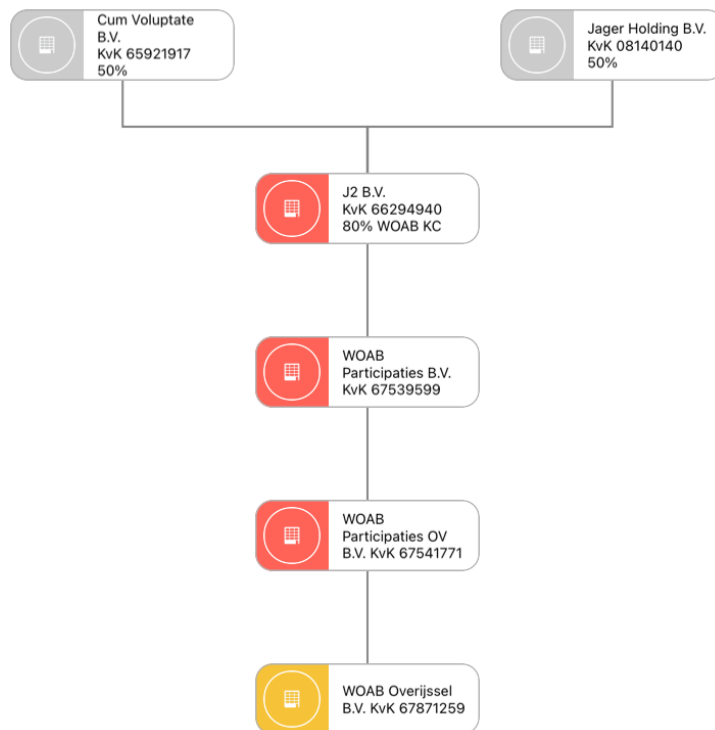 Cum Voluptate
B.V.
KvK 65921917
50%
Jager Holding B.V.
KvK 08140140
50%
J2 B.V.
KvK 66294940
80% WOAB KC
WOAB
Participaties B.V.
KvK 67539599
WOAB
Participaties OV
B.V. KvK 67541771
WOAB Overijssel
B.V. KvK 67871259